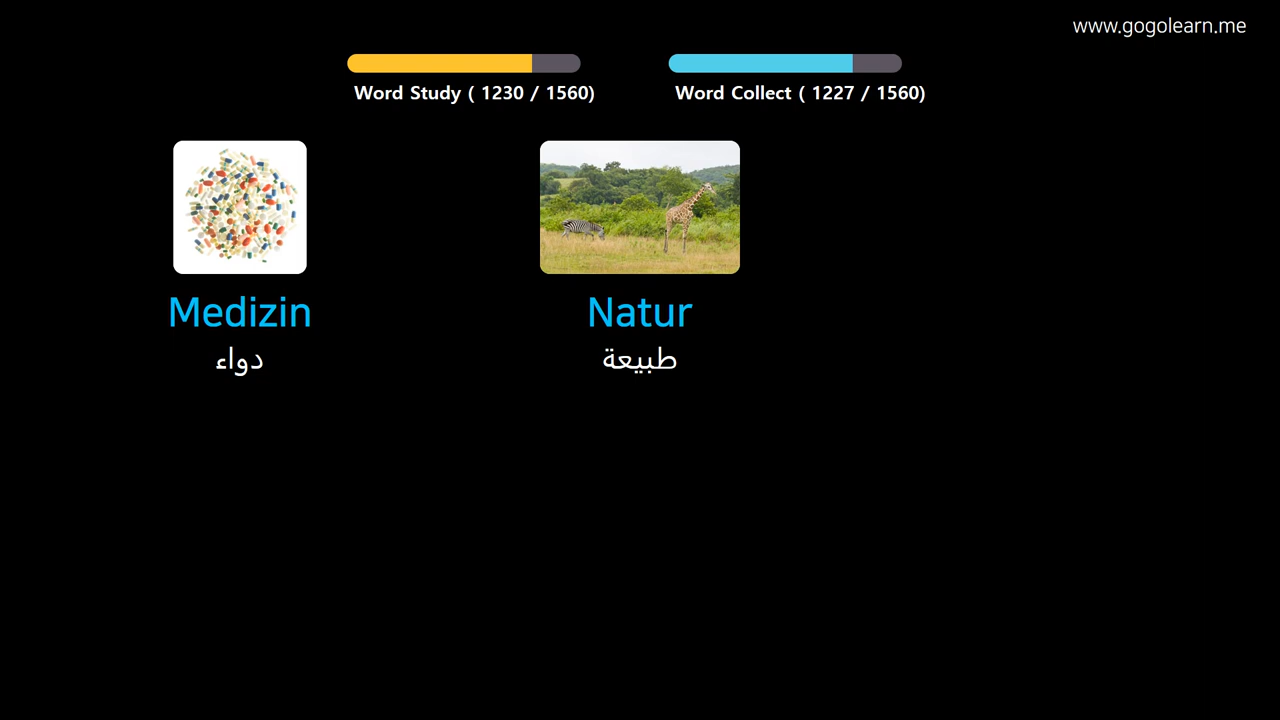 www.gogolearn.me
Word Study ( 1230 / 1560)
Word Collect ( 1227 / 1560)
Medizin
دواء
Natur
طبيعة